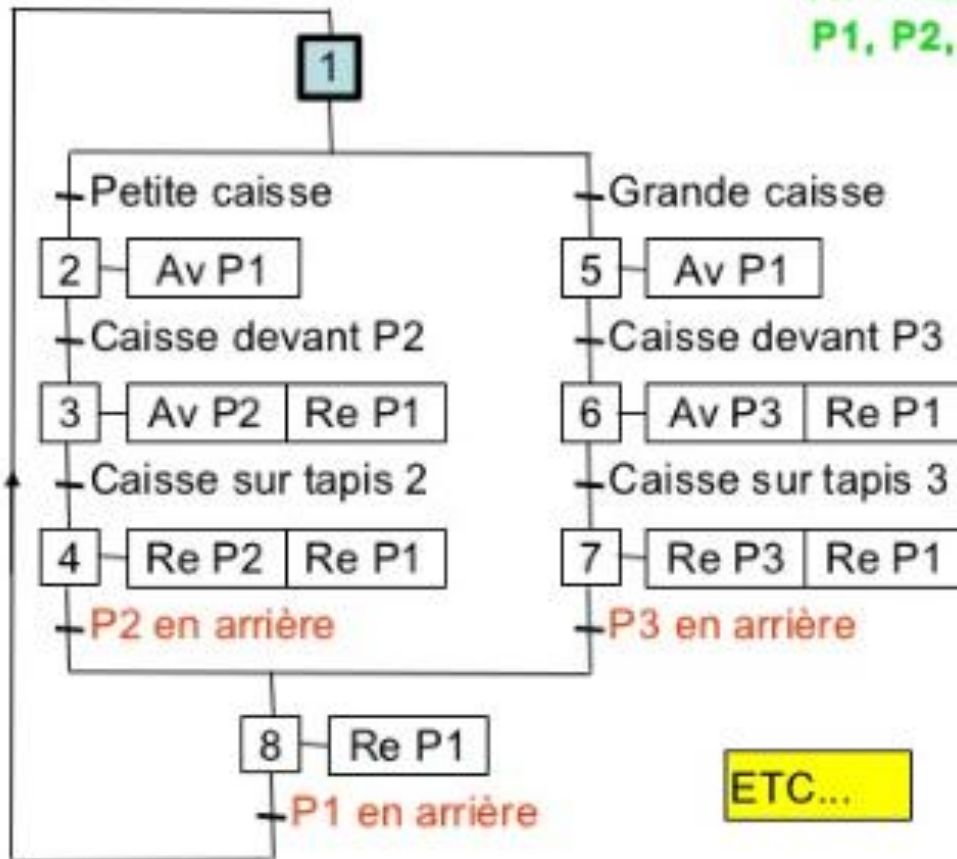 P1, P2,
1
Petite caisse
Grande caisse
2 Av P1
5 Av P1
Caisse devant P2
Caisse devant P3
3 Av P2 Re P1
6 Av P3 Re P1
Caisse sur tapis 2
Caisse sur tapis 3
4 Re P2 Re P1
7 Re P3 Re P1
P2 en arrière
P3 en arrière
8 Re P1
ETC...
P1 en arrière